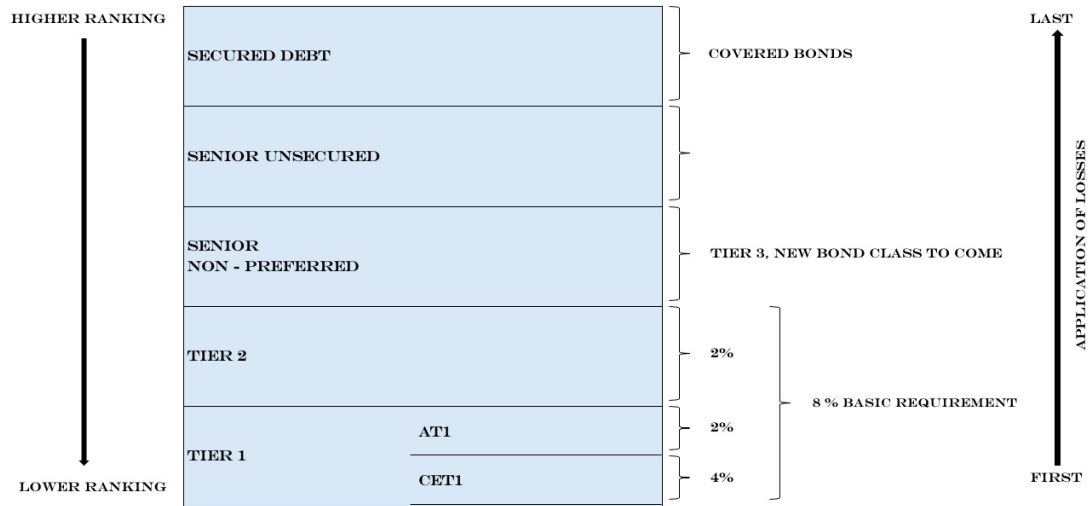 HIGHER RANKING
LAST
SECURED DEBT
COVERED BONDS
SENIOR UNSECURED
SENIOR
NON - PREFERRED
TIER 3, NEW BOND CLASS TO COME
APPLICATION OF LOSSES
TIER 2
2%
8 % BASIC REQUIREMENT
AT1
2%
TIER 1
CET1
4%
LOWER RANKING
FIRST